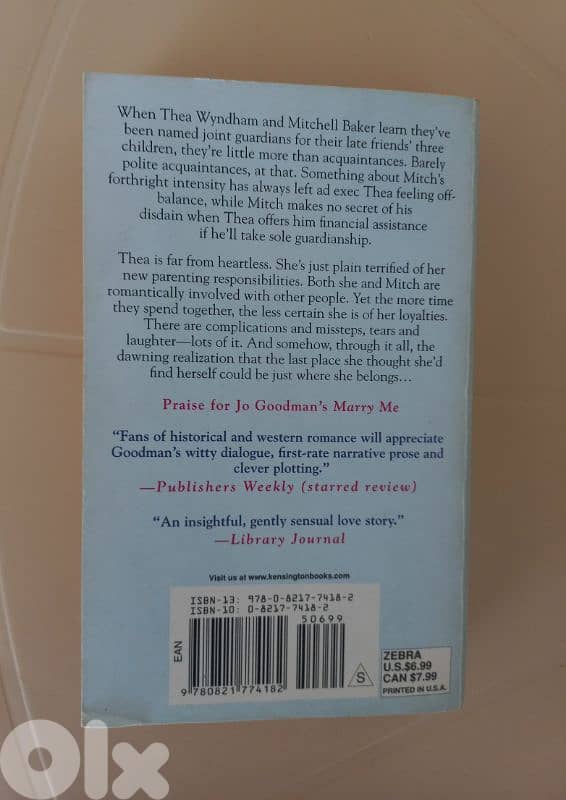 When Thea Wyndham and Mitchell Baker learn they've
been named joint guardians for their late friends' three
children, they're little more than acquaintances. Barely
polite acquaintances, at that. Something about Mitch's
forthright intensity has always left ad exec Thea feeling off-
balance, while Mitch makes no secret of his
disdain when Thea offers him financial assistance
if he'll take sole guardianship.
Thea is far from heartless. She's just plain terrified of her
new parenting responsibilities. Both she and Mitch are
romantically involved with other people. Yet the more time
they spend together, the less certain she is of her loyalties.
There are complications and missteps, tears and
laughter—lots of it. And somehow, through it all, the
dawning realization that the last place she thought she'd
find herself could be just where she belongs...
Praise for Jo Goodman's Marry Me
"Fans of historical and western romance will appreciate
Goodman's witty dialogue, first-rate narrative prose and
clever plotting."
—Publishers Weekly (starred review)
"An insightful, gently sensual love story."
—Library Journal
Visit us at www.kensingtonbooks.com
ISBN-13: 978-0-8217-7418-2
ISBN-10: 0-8217-7418-2
50699
EAN
9 780821 774182
S
ZEBRA
U.S.$6.99
CAN $7.99
PRINTED IN U.S.A.
Olx